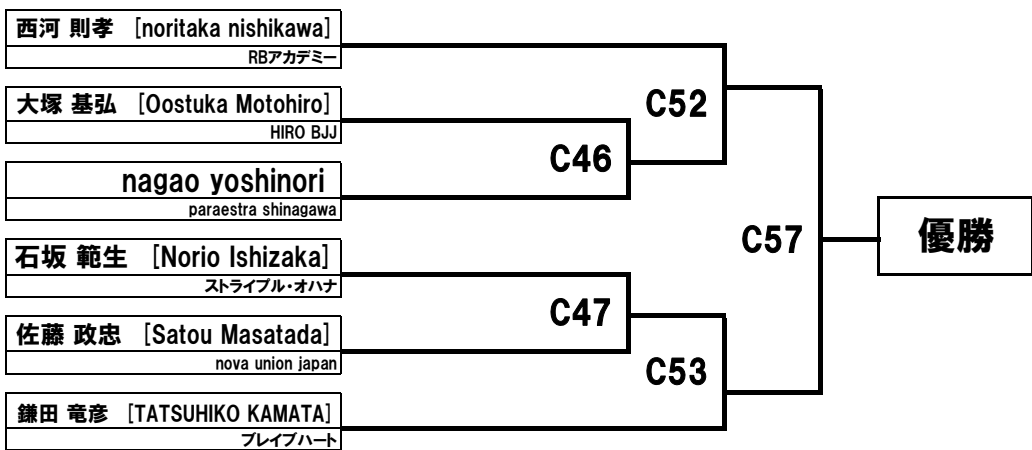 西河 則孝 [noritaka nishikawa]
RBアカデミー
大塚 基弘 [Oostuka Motohiro]
HIRO BJJ
nagao yoshinori
paraestra shinagawa
石坂 範生 [Norio Ishizaka]
ストライプル・オハナ
佐藤 政忠 [Satou Masatada]
nova union japan
鎌田 竜彦 [TATSUHIKO KAMATA]
ブレイブハート
C46
C47
C52
C53
C57
優勝